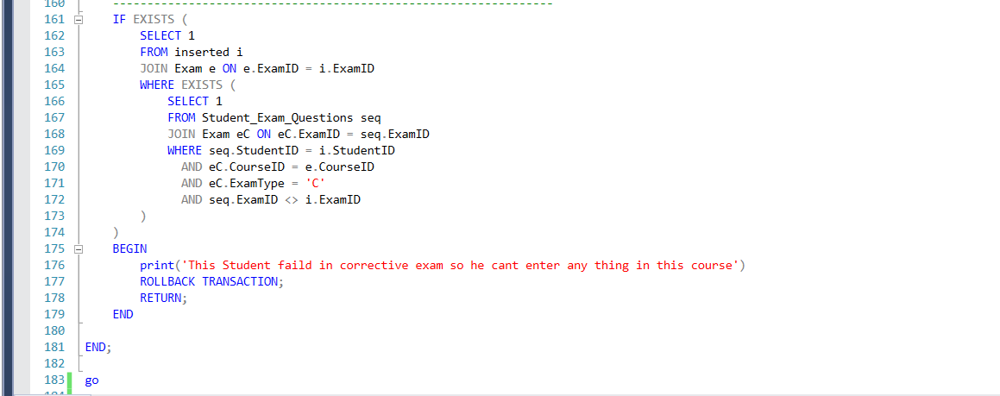 160 ----------------------------------------------------------------
161 IF EXISTS (
162 SELECT 1
163 FROM inserted i
164 JOIN Exam e ON e.ExamID = i.ExamID
165 WHERE EXISTS (
166 SELECT 1
167 FROM Student_Exam_Questions seq
168 JOIN Exam eC ON eC.ExamID = seq.ExamID
169 WHERE seq.StudentID = i.StudentID
170 AND eC.CourseID = e.CourseID
171 AND eC.ExamType = 'C'
172 AND seq.ExamID <> i.ExamID
173 )
174 )
175 BEGIN
176 print('This Student faild in corrective exam so he cant enter any thing in this course')
177 ROLLBACK TRANSACTION;
178 RETURN;
179 END
180
181 END;
182
183 go